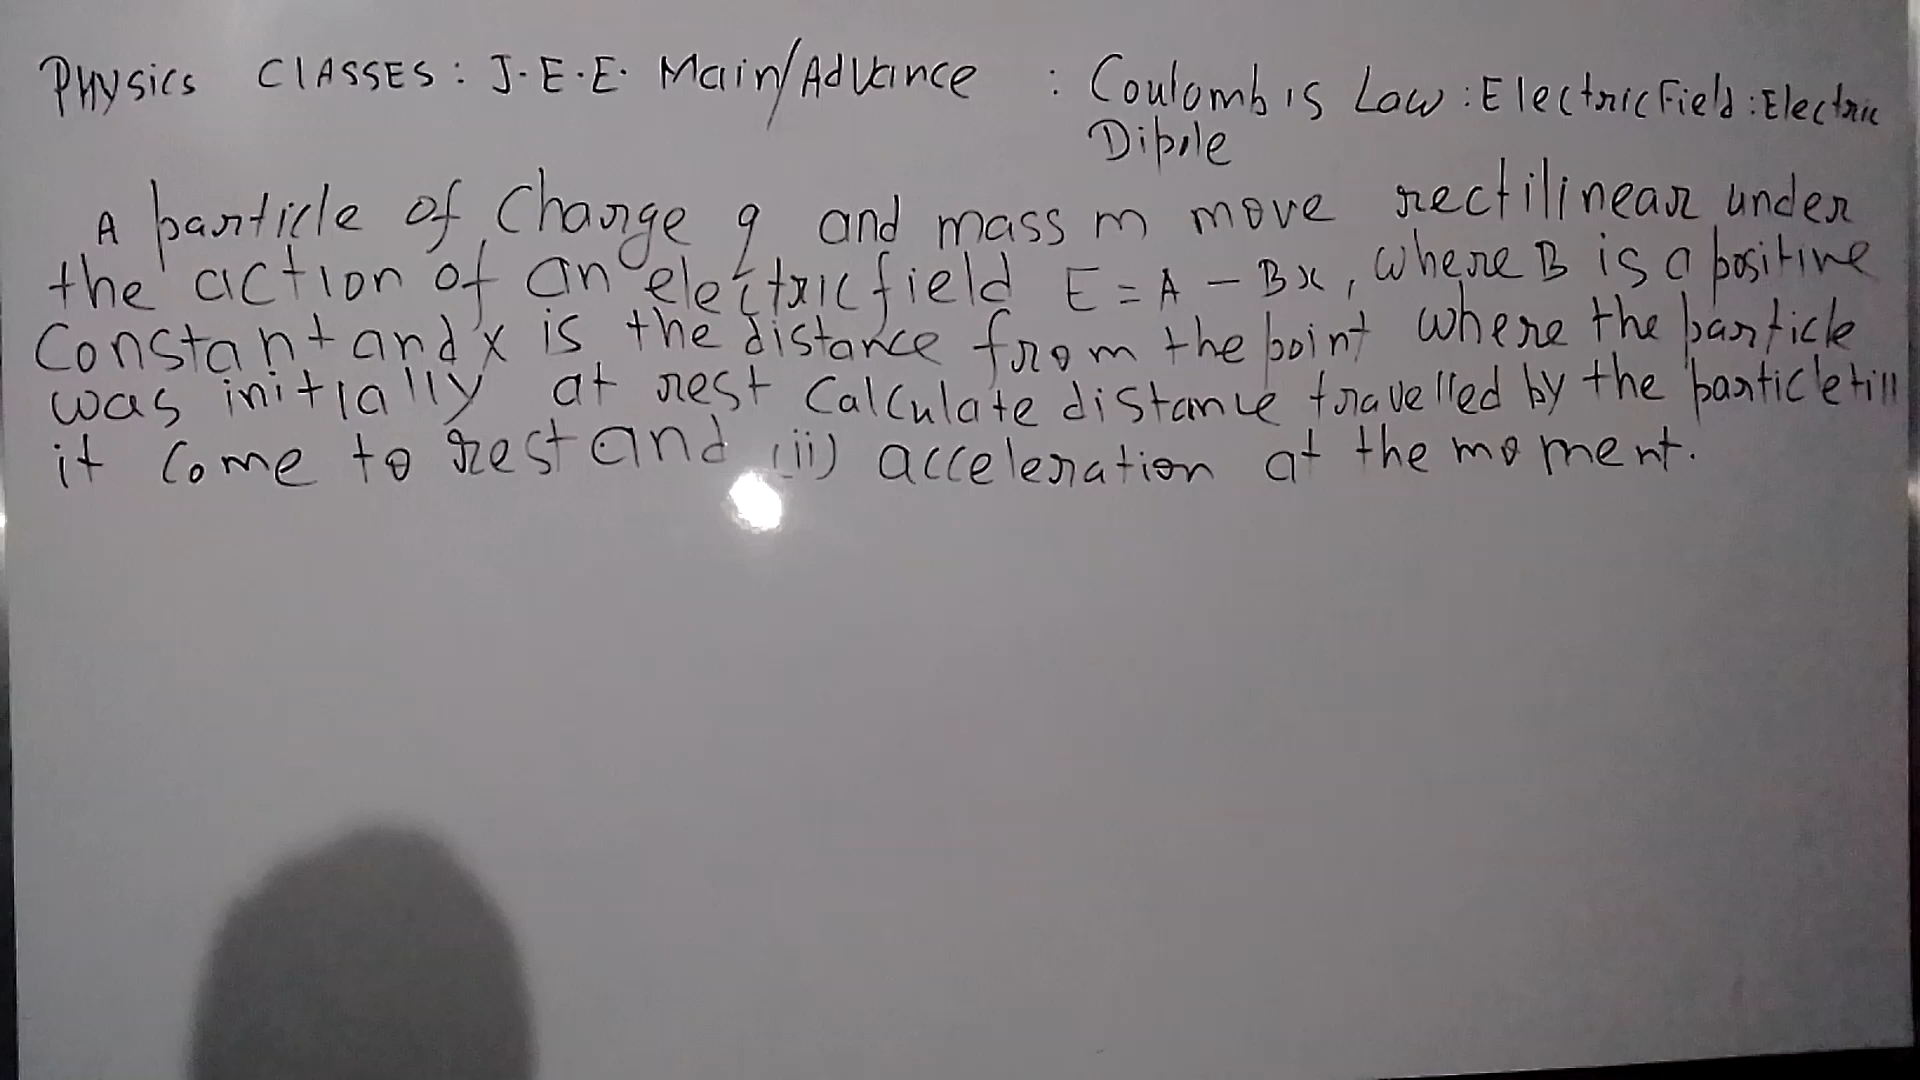 Physics CLASSES: J.E.E. Main/Advance : Coulomb is Law : Electric Field : Electric
Dipole
A particle of charge q and mass m move rectilinear under
the action of an electric field E = A - Bx, where B is a positive
Constant and x is the distance from the point where the particle
was initially at rest Calculate distance travelled by the particle till
it come to rest and (ii) acceleration at the moment.